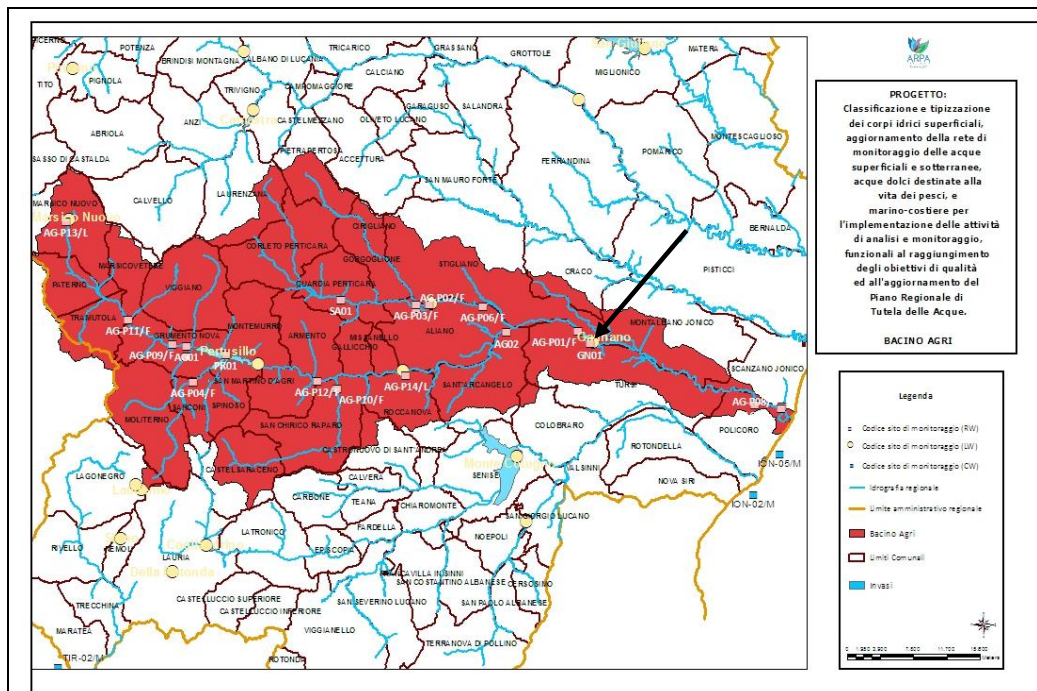 POTENZA
BRINDISI MONTAGNA
ALBANO DI LUCANIA
TRICARICO
GRASSANO
GROTTOLE
MATERA
TITO
PIGNOLA
TRIVIGNO
CAMPOMAGGIORE
CALCIANO
MIGLIONICO
GARAGUSO
SALANDRA
ABRIOLA
ANZI
CASTELMEZZANO
OLIVETO LUCANO
MONTESCAGLIOSO
PIETRAPERTOSA
ACCETTURA
FERRANDINA
POMARICO
SASSO DI CASTALDA
CALVELLO
LAURENZANA
SAN MAURO FORTE
BERNALDA
MARSICO NUOVO
Marsico Nuovo
AG-P13/L
CIRIGLIANO
CORLETO PERTICARA
GORGOGLIONE
STIGLIANO
CRACO
PISTICCI
MARSICOVETERE
PATERNO
VIGGIANO
GUARDIA PERTICARA
SA01
AG-P02/F
AG-P03/F
AG-P06/F
TRAMUTOLA
AG-P11/F
MONTEMURRO
ARMENTO
MISSANELLO
ALIANO
AG02
AG-P01/F
Gannano
GN01
MONTALBANO JONICO
GRUMENTO NOVA
AG-P09/F
AG01
Pertusillo
PR01
GALLICCHIO
SCANZANO JONICO
AG-P04/F
SARCONI
SPINOSO
SAN MARTINO D'AGRI
AG-P12/F
AG-P10/F
AG-P14/L
SANT'ARCANGELO
TURSI
MOLITERNO
SAN CHIRICO RAPARO
ROCCANOVA
COLOBRARO
POLICORO
CASTELSARACENO
ROTONDELLA
LAGONEGRO
CALVERA
SENISE
VALSINNI
NOVA SIRI
ION-05/M
ION-02/M
CARBONE
TEANA
CHIAROMONTE
SAN GIORGIO LUCANO
RIVELLO
NEMOLI
LATRONICO
FARDELLA
NOEPOLI
LAURIA
EPISCOPIA
FRANCAVILLA IN SINNI
SAN COSTANTINO ALBANESE
CERSOSIMO
TRECCHINA
CASTELLUCCIO SUPERIORE
CASTELLUCCIO INFERIORE
SAN SEVERINO LUCANO
SAN PAOLO ALBANESE
MARATEA
VIGGIANELLO
TERRANOVA DI POLLINO
TIR-02/M
ROTONDA
ARPA
PROGETTO:
Classificazione e tipizzazione
dei corpi idrici superficiali,
aggiornamento della rete di
monitoraggio delle acque
superficiali e sotterranee,
acque dolci destinate alla
vita dei pesci, e
marino-costiere per
l'implementazione delle attività
di analisi e monitoraggio,
funzionali al raggiungimento
degli obiettivi di qualità
ed all'aggiornamento del
Piano Regionale di
Tutela delle Acque.
BACINO AGRI
Legenda
Codice sito di monitoraggio (RW)
Codice sito di monitoraggio (LW)
Codice sito di monitoraggio (CW)
Idrografia regionale
Limite amministrativo regionale
Bacino Agri
Limiti Comunali
Invasi